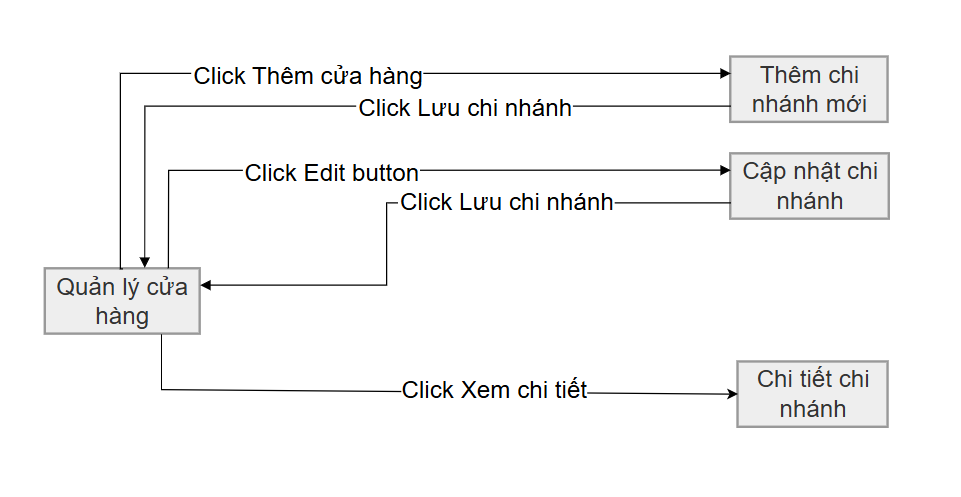 Click Thêm cửa hàng
Thêm chi
nhánh mới
Click Lưu chi nhánh
Click Edit button
Cập nhật chi
nhánh
Click Lưu chi nhánh
Quản lý cửa
hàng
Click Xem chi tiết
Chi tiết chi
nhánh